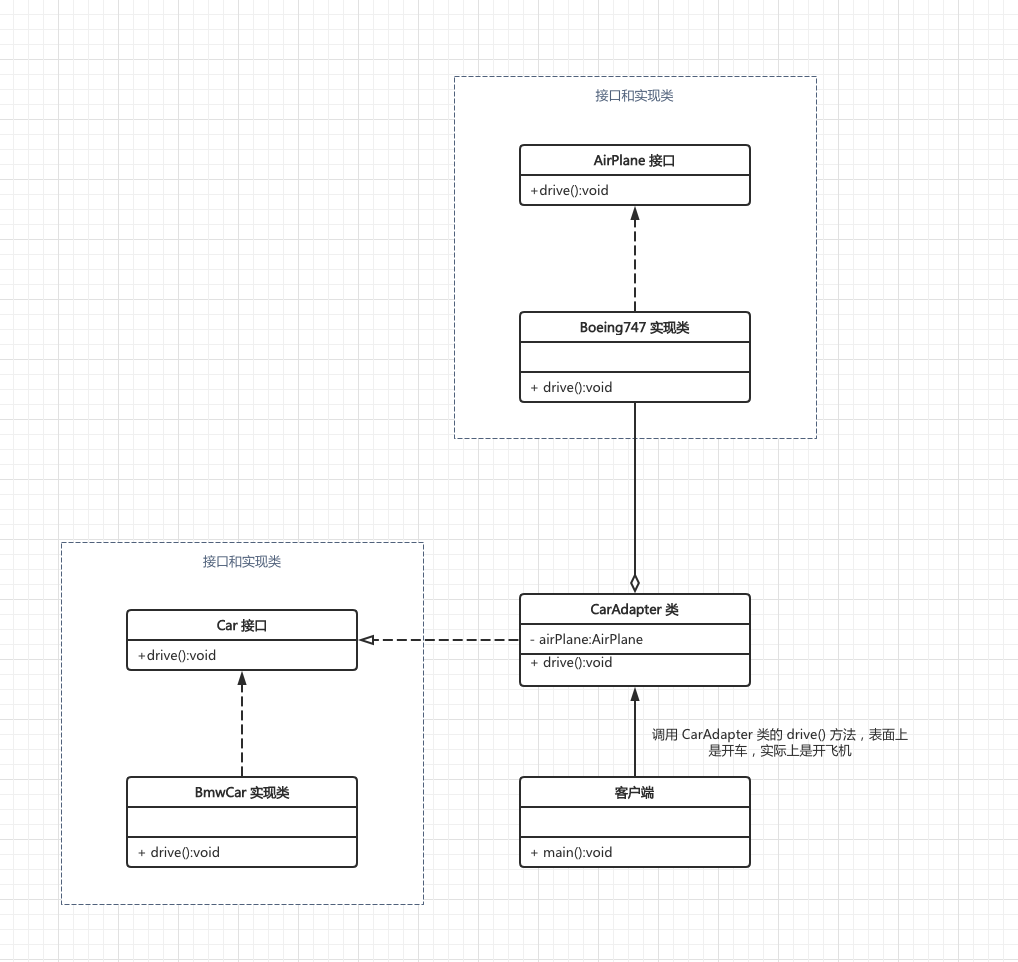 接口和实现类
AirPlane 接口
+drive():void
Boeing747 实现类
+ drive():void
接口和实现类
Car 接口
+drive():void
BmwCar 实现类
+ drive():void
CarAdapter 类
- airPlane:AirPlane
+ drive():void
调用 CarAdapter 类的 drive() 方法，表面上
是开车，实际上是开飞机
客户端
+ main():void